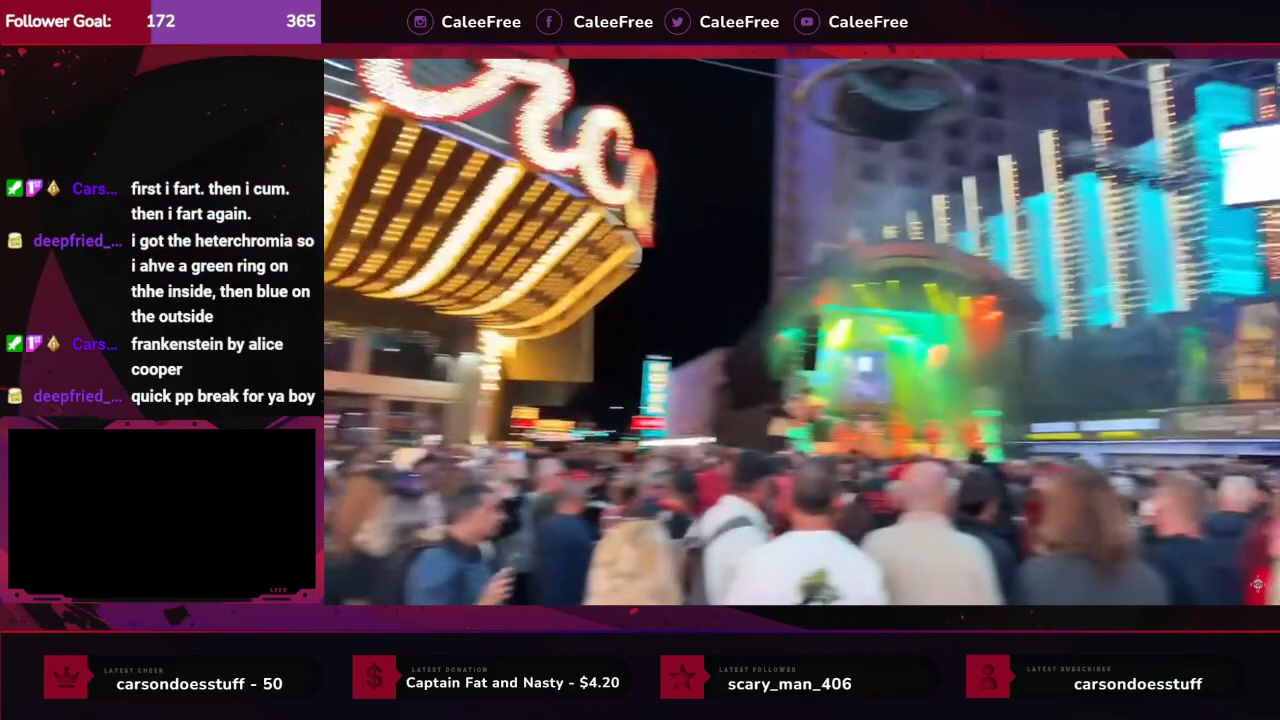 Follower Goal: 172 365
CaleeFree CaleeFree CaleeFree CaleeFree
Cars... first i fart. then i cum.
then i fart again.
deepfried_... i got the heterchromia so
i ahve a green ring on
thhe inside, then blue on
the outside
Cars... frankenstein by alice
cooper
deepfried_... quick pp break for ya boy
LIVE
LATEST CHEER
carsondoesstuff - 50
LATEST DONATION
Captain Fat and Nasty - $4.20
LATEST FOLLOWER
scary_man_406
LATEST SUBSCRIBER
carsondoesstuff